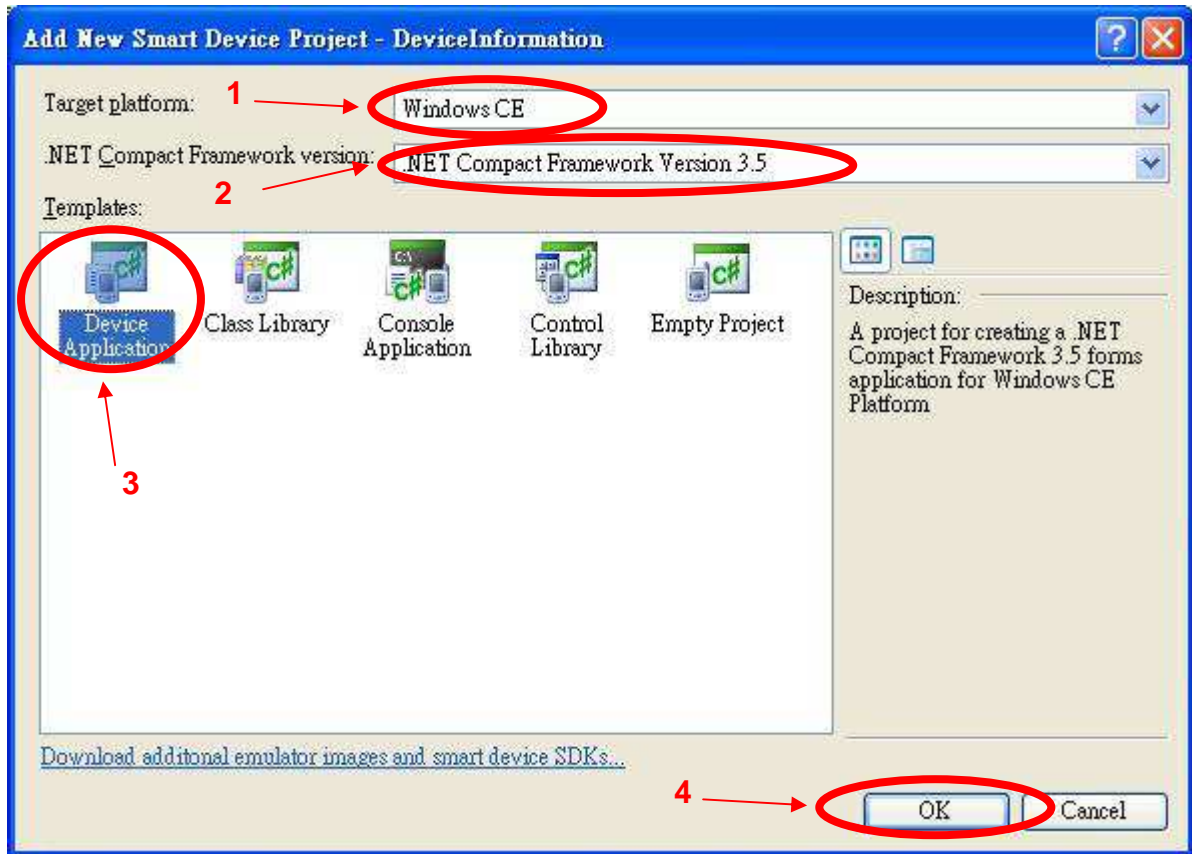 Add New Smart Device Project - DeviceInformation
Target platform:
1
Windows CE
.NET Compact Framework version:
.NET Compact Framework Version 3.5
2
Templates:
C#
C#
C:\
C#
C#
C#
Device
Application
Class Library
Console
Application
Control
Library
Empty Project
3
Description:
A project for creating a .NET
Compact Framework 3.5 forms
application for Windows CE
Platform
Download additonal emulator images and smart device SDKs...
4
OK
Cancel